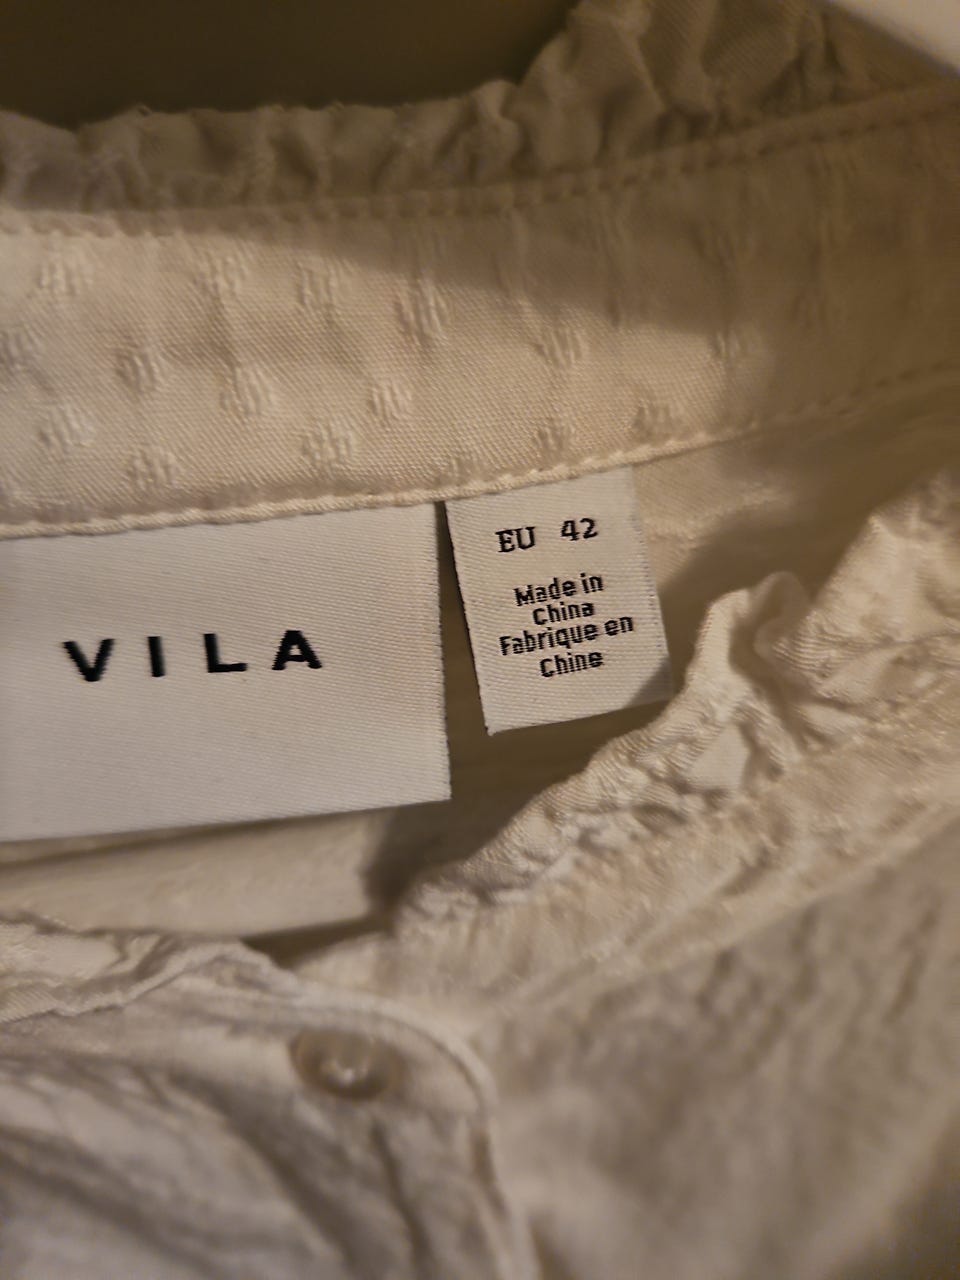 VILA
EU 42
Made in
China
Fabrique en
Chine